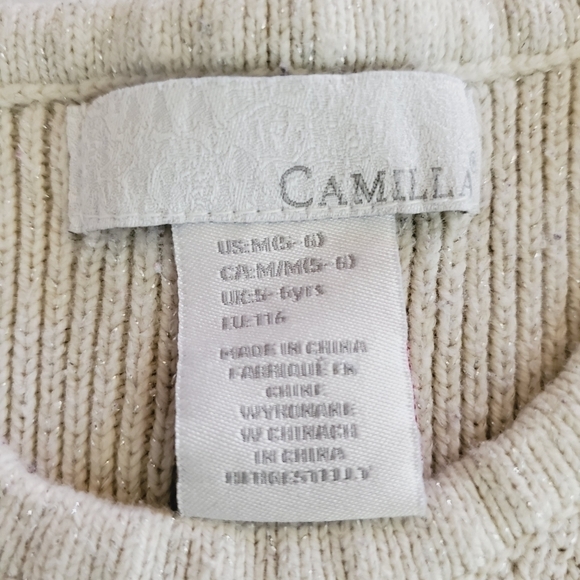 CAMILLA®
US:M(5-6)
CA:M/M(5-6)
UK:5-6yrs
EU:116
MADE IN CHINA
FABRIQUÉ EN
CHINE
WYKONANE
W CHINACH
IN CHINA
HERGESTELLT